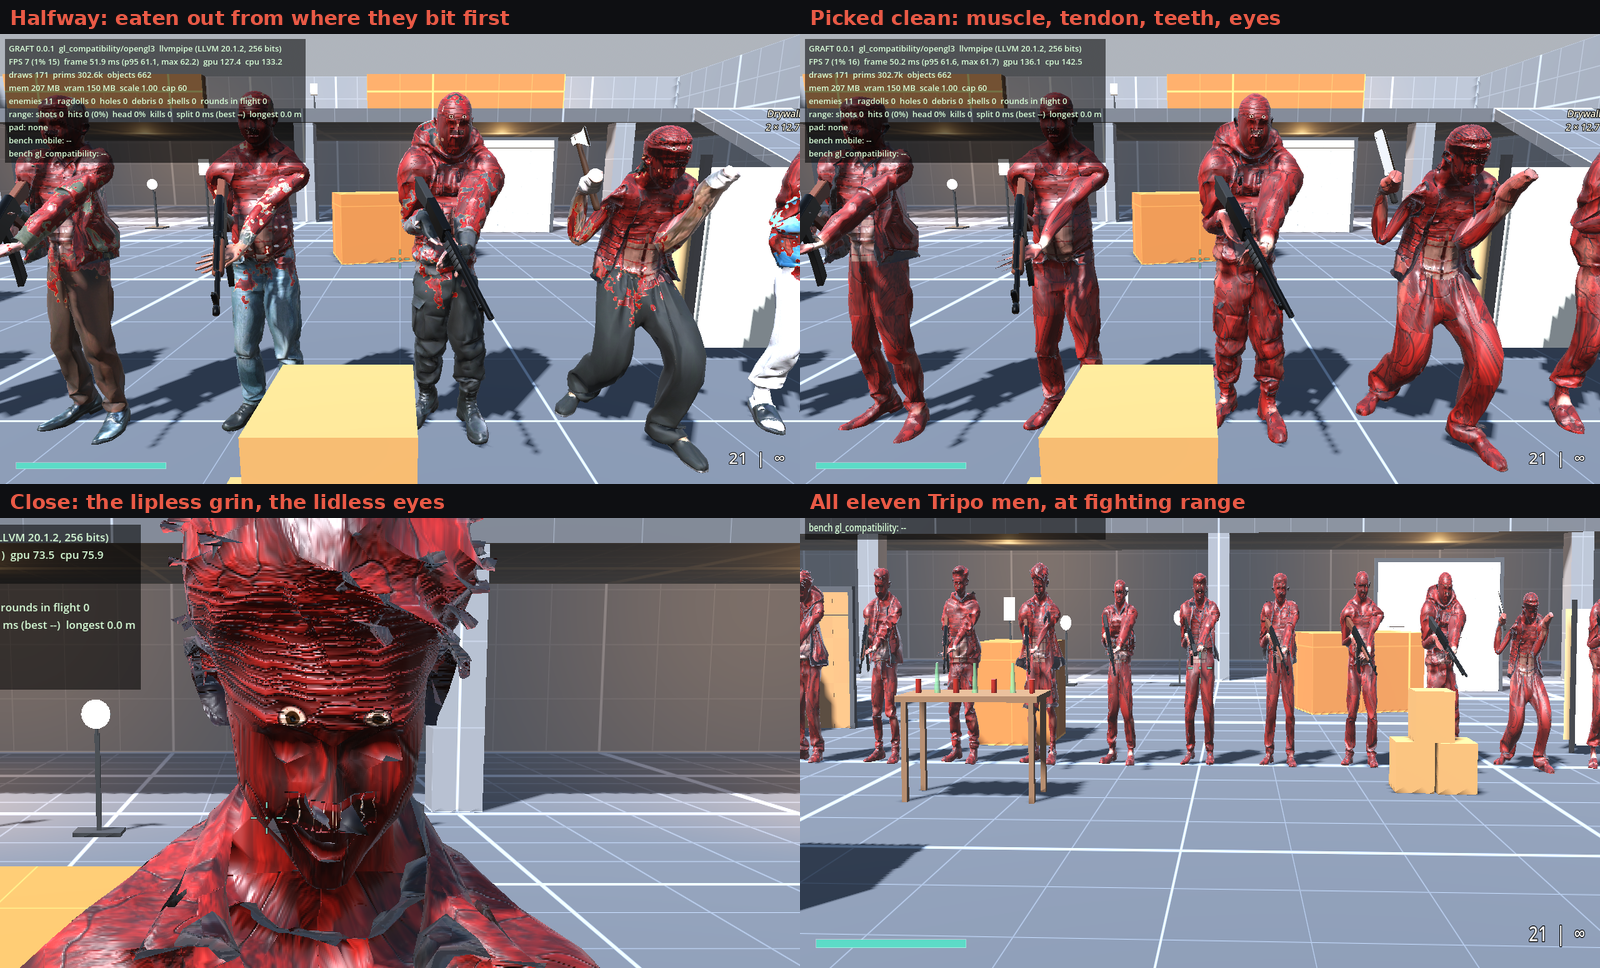 Halfway: eaten out from where they bit first
GRAFT 0.0.1 gl_compatibility/opengl3 llvmpipe (LLVM 20.1.2, 256 bits)
FPS 7 (1% 15) frame 51.9 ms (p95 61.1, max 62.2) gpu 127.4 cpu 133.2
draws 171 prims 302.6k objects 662
mem 207 MB vram 150 MB scale 1.00 cap 60
enemies 11 ragdolls 0 holes 0 debris 0 shells 0 rounds in flight 0
range: shots 0 hits 0 (0%) head 0% kills 0 split 0 ms (best --) longest 0.0 m
pad: none
bench mobile: --
bench gl_compatibility: --
Drywal
2 × 12.7
21 | ∞
Picked clean: muscle, tendon, teeth, eyes
GRAFT 0.0.1 gl_compatibility/opengl3 llvmpipe (LLVM 20.1.2, 256 bits)
FPS 7 (1% 16) frame 50.2 ms (p95 61.6, max 61.7) gpu 136.1 cpu 142.5
draws 171 prims 302.7k objects 662
mem 207 MB vram 150 MB scale 1.00 cap 60
enemies 11 ragdolls 0 holes 0 debris 0 shells 0 rounds in flight 0
range: shots 0 hits 0 (0%) head 0% kills 0 split 0 ms (best --) longest 0.0 m
pad: none
bench mobile: --
bench gl_compatibility: --
Drywal
2 × 12.7
21 | ∞
Close: the lipless grin, the lidless eyes
LLVM 20.1.2, 256 bits)
) gpu 73.5 cpu 75.9
rounds in flight 0
ms (best --) longest 0.0 m
All eleven Tripo men, at fighting range
bench gl_compatibility: --
21 | ∞